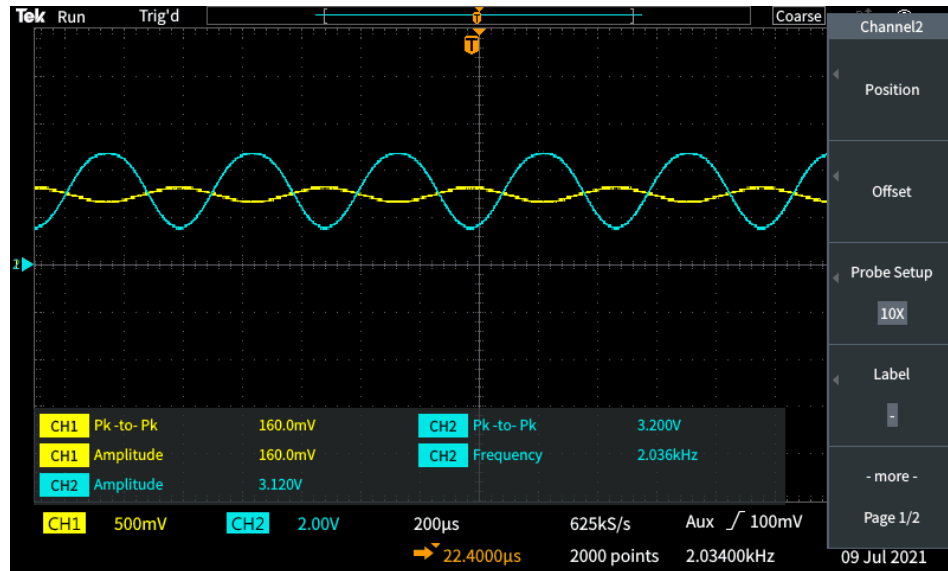 Tek Run Trig'd T Coarse
Channel2
T
Position
Offset
2
Probe Setup
10X
Label
-
CH1 Pk-to-Pk 160.0mV CH2 Pk-to-Pk 3.200V
CH1 Amplitude 160.0mV CH2 Frequency 2.036kHz
CH2 Amplitude 3.120V
- more -
Page 1/2
CH1 500mV CH2 2.00V 200μs 625kS/s Aux 100mV
22.4000μs 2000 points 2.03400kHz 09 Jul 2021